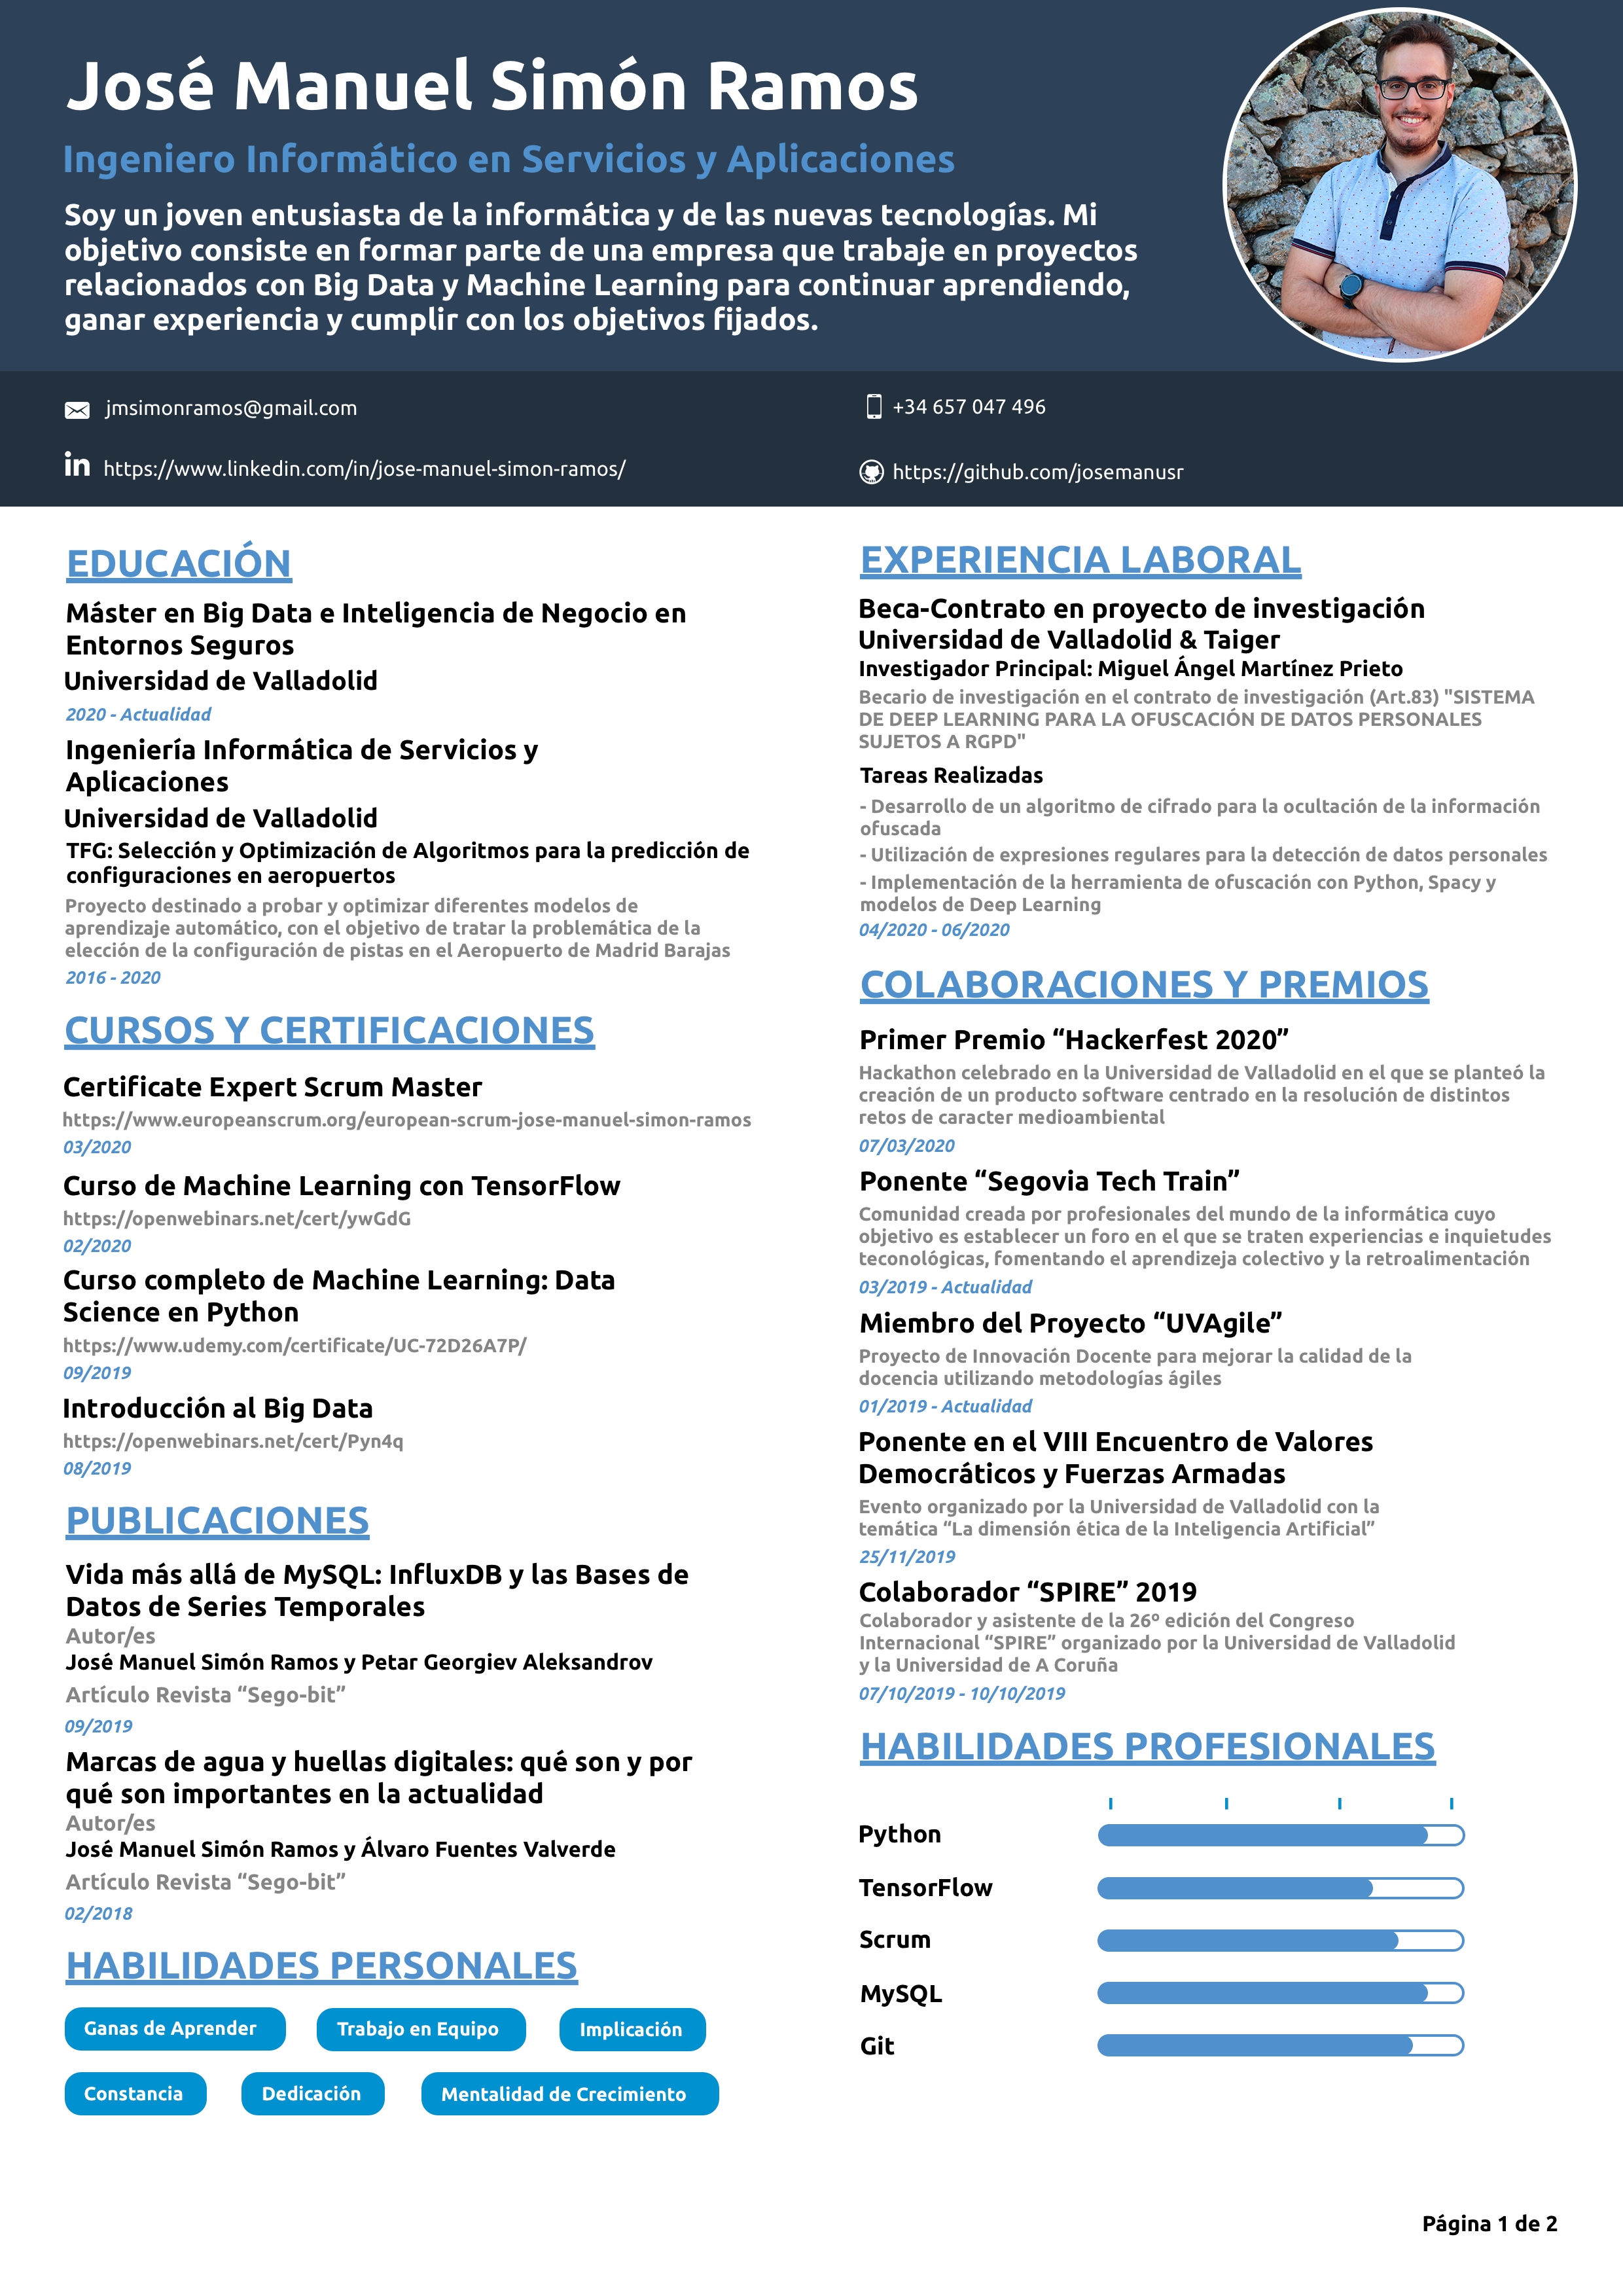 José Manuel Simón Ramos
Ingeniero Informático en Servicios y Aplicaciones
Soy un joven entusiasta de la informática y de las nuevas tecnologías. Mi
objetivo consiste en formar parte de una empresa que trabaje en proyectos
relacionados con Big Data y Machine Learning para continuar aprendiendo,
ganar experiencia y cumplir con los objetivos fijados.
jmsimonramos@gmail.com
+34 657 047 496
https://www.linkedin.com/in/jose-manuel-simon-ramos/
https://github.com/josemanusr
EDUCACIÓN
Máster en Big Data e Inteligencia de Negocio en
Entornos Seguros
Universidad de Valladolid
2020 - Actualidad
Ingeniería Informática de Servicios y
Aplicaciones
Universidad de Valladolid
TFG: Selección y Optimización de Algoritmos para la predicción de
configuraciones en aeropuertos
Proyecto destinado a probar y optimizar diferentes modelos de
aprendizaje automático, con el objetivo de tratar la problemática de la
elección de la configuración de pistas en el Aeropuerto de Madrid Barajas
2016 - 2020
CURSOS Y CERTIFICACIONES
Certificate Expert Scrum Master
https://www.europeanscrum.org/european-scrum-jose-manuel-simon-ramos
03/2020
Curso de Machine Learning con TensorFlow
https://openwebinars.net/cert/ywGdG
02/2020
Curso completo de Machine Learning: Data
Science en Python
https://www.udemy.com/certificate/UC-72D26A7P/
09/2019
Introducción al Big Data
https://openwebinars.net/cert/Pyn4q
08/2019
PUBLICACIONES
Vida más allá de MySQL: InfluxDB y las Bases de
Datos de Series Temporales
Autor/es
José Manuel Simón Ramos y Petar Georgiev Aleksandrov
Artículo Revista “Sego-bit”
09/2019
Marcas de agua y huellas digitales: qué son y por
qué son importantes en la actualidad
Autor/es
José Manuel Simón Ramos y Álvaro Fuentes Valverde
Artículo Revista “Sego-bit”
02/2018
HABILIDADES PERSONALES
Ganas de Aprender
Trabajo en Equipo
Implicación
Constancia
Dedicación
Mentalidad de Crecimiento
EXPERIENCIA LABORAL
Beca-Contrato en proyecto de investigación
Universidad de Valladolid & Taiger
Investigador Principal: Miguel Ángel Martínez Prieto
Becario de investigación en el contrato de investigación (Art.83) "SISTEMA
DE DEEP LEARNING PARA LA OFUSCACIÓN DE DATOS PERSONALES
SUJETOS A RGPD"
Tareas Realizadas
- Desarrollo de un algoritmo de cifrado para la ocultación de la información
ofuscada
- Utilización de expresiones regulares para la detección de datos personales
- Implementación de la herramienta de ofuscación con Python, Spacy y
modelos de Deep Learning
04/2020 - 06/2020
COLABORACIONES Y PREMIOS
Primer Premio “Hackerfest 2020”
Hackathon celebrado en la Universidad de Valladolid en el que se planteó la
creación de un producto software centrado en la resolución de distintos
retos de caracter medioambiental
07/03/2020
Ponente “Segovia Tech Train”
Comunidad creada por profesionales del mundo de la informática cuyo
objetivo es establecer un foro en el que se traten experiencias e inquietudes
teconológicas, fomentando el aprendizeja colectivo y la retroalimentación
03/2019 - Actualidad
Miembro del Proyecto “UVAgile”
Proyecto de Innovación Docente para mejorar la calidad de la
docencia utilizando metodologías ágiles
01/2019 - Actualidad
Ponente en el VIII Encuentro de Valores
Democráticos y Fuerzas Armadas
Evento organizado por la Universidad de Valladolid con la
temática “La dimensión ética de la Inteligencia Artificial”
25/11/2019
Colaborador “SPIRE” 2019
Colaborador y asistente de la 26º edición del Congreso
Internacional “SPIRE” organizado por la Universidad de Valladolid
y la Universidad de A Coruña
07/10/2019 - 10/10/2019
HABILIDADES PROFESIONALES
Python
TensorFlow
Scrum
MySQL
Git
Página 1 de 2